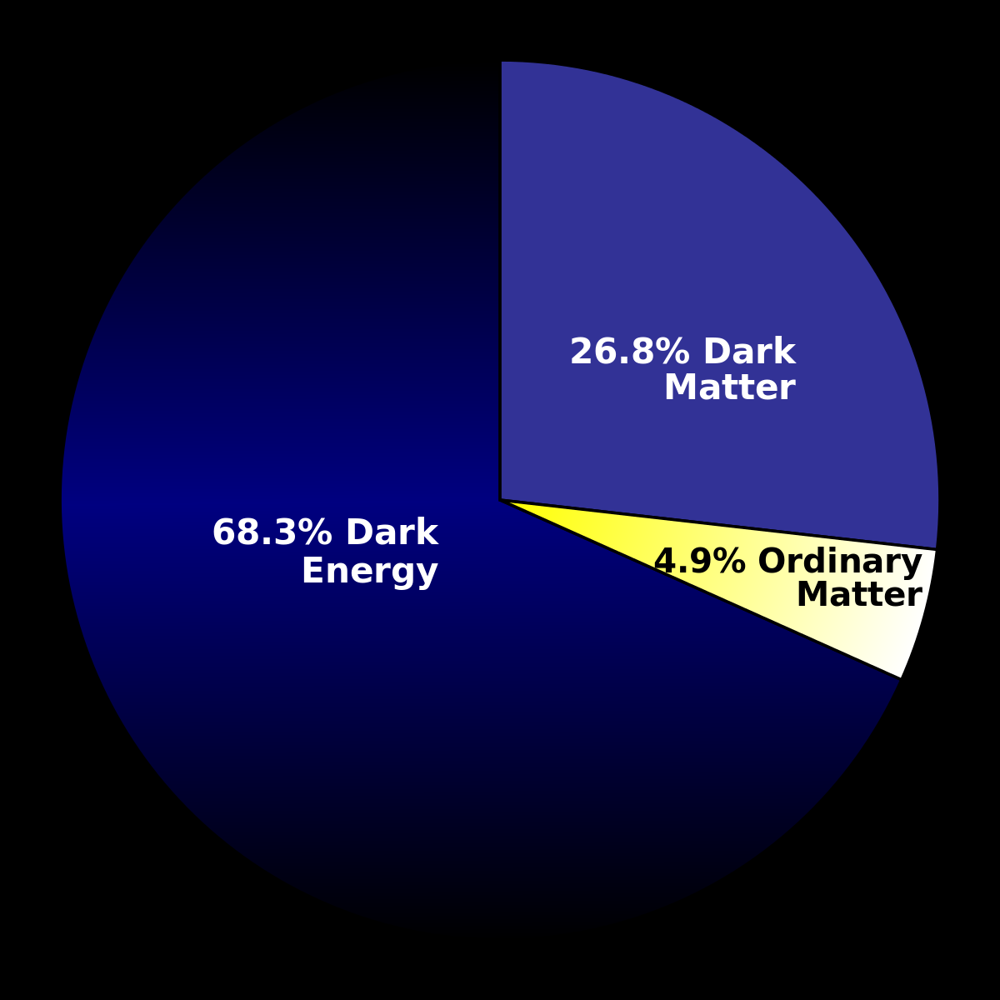 26.8% Dark
Matter
68.3% Dark
Energy
4.9% Ordinary
Matter